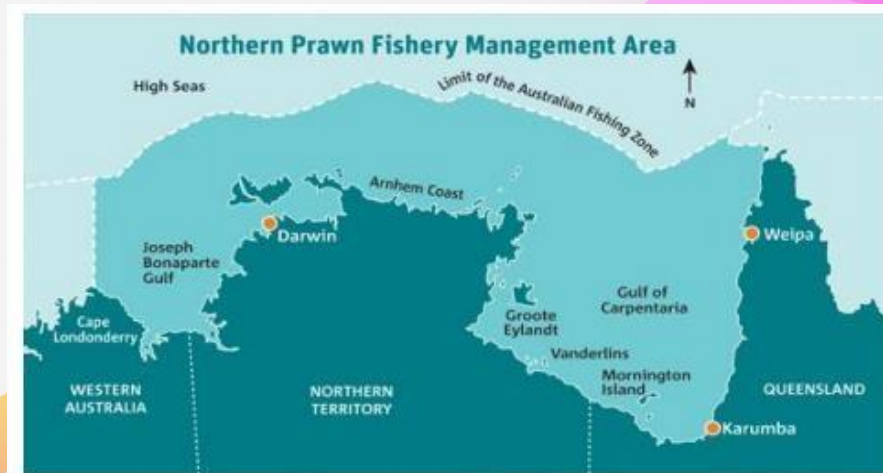 Northern Prawn Fishery Management Area
High Seas
Limit of the Australian Fishing Zone
N
Arnhem Coast
Darwin
Weipa
Joseph
Bonaparte
Gulf
Gulf of
Carpentaria
Groote
Eylandt
Cape
Londonderry
Vanderlins
Mornington
Island
WESTERN
AUSTRALIA
NORTHERN
TERRITORY
QUEENSLAND
Karumba